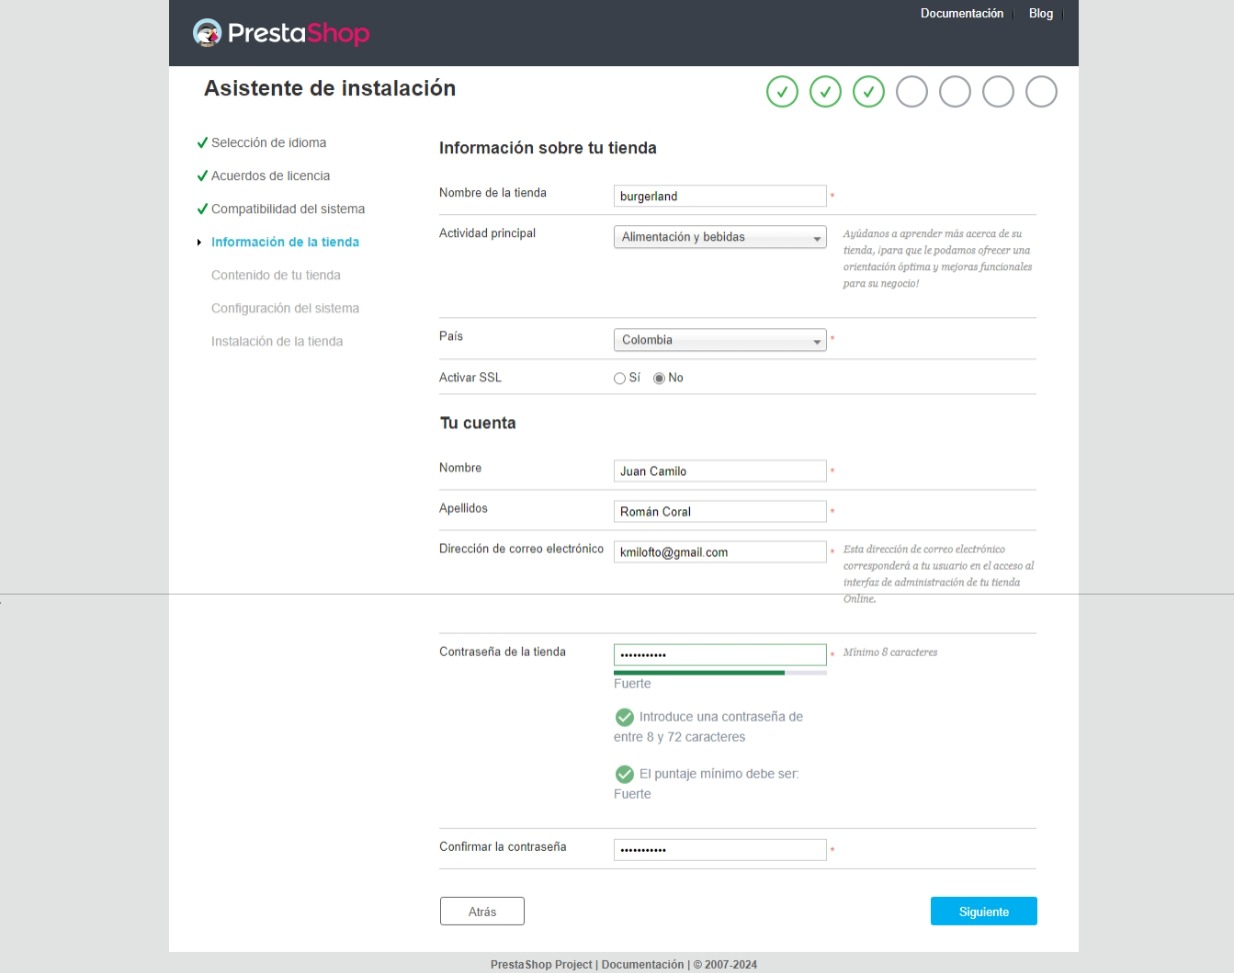 Documentación
Blog
PrestaShop
Asistente de instalación
Selección de idioma
Acuerdos de licencia
Compatibilidad del sistema
Información de la tienda
Contenido de tu tienda
Configuración del sistema
Instalación de la tienda
Información sobre tu tienda
Nombre de la tienda
burgerland
*
Actividad principal
Alimentación y bebidas
Ayúdanos a aprender más acerca de su
tienda, ¡para que le podamos ofrecer una
orientación óptima y mejoras funcionales
para su negocio!
País
Colombia
*
Activar SSL
Sí
No
Tu cuenta
Nombre
Juan Camilo
*
Apellidos
Román Coral
*
Dirección de correo electrónico
kmilofto@gmail.com
*
Esta dirección de correo electrónico
corresponderá a tu usuario en el acceso al
interfaz de administración de tu tienda
Online.
Contraseña de la tienda
•••••••••••
*
Mínimo 8 caracteres
Fuerte
Introduce una contraseña de
entre 8 y 72 caracteres
El puntaje mínimo debe ser:
Fuerte
Confirmar la contraseña
•••••••••••
*
Atrás
Siguiente
PrestaShop Project | Documentación | © 2007-2024